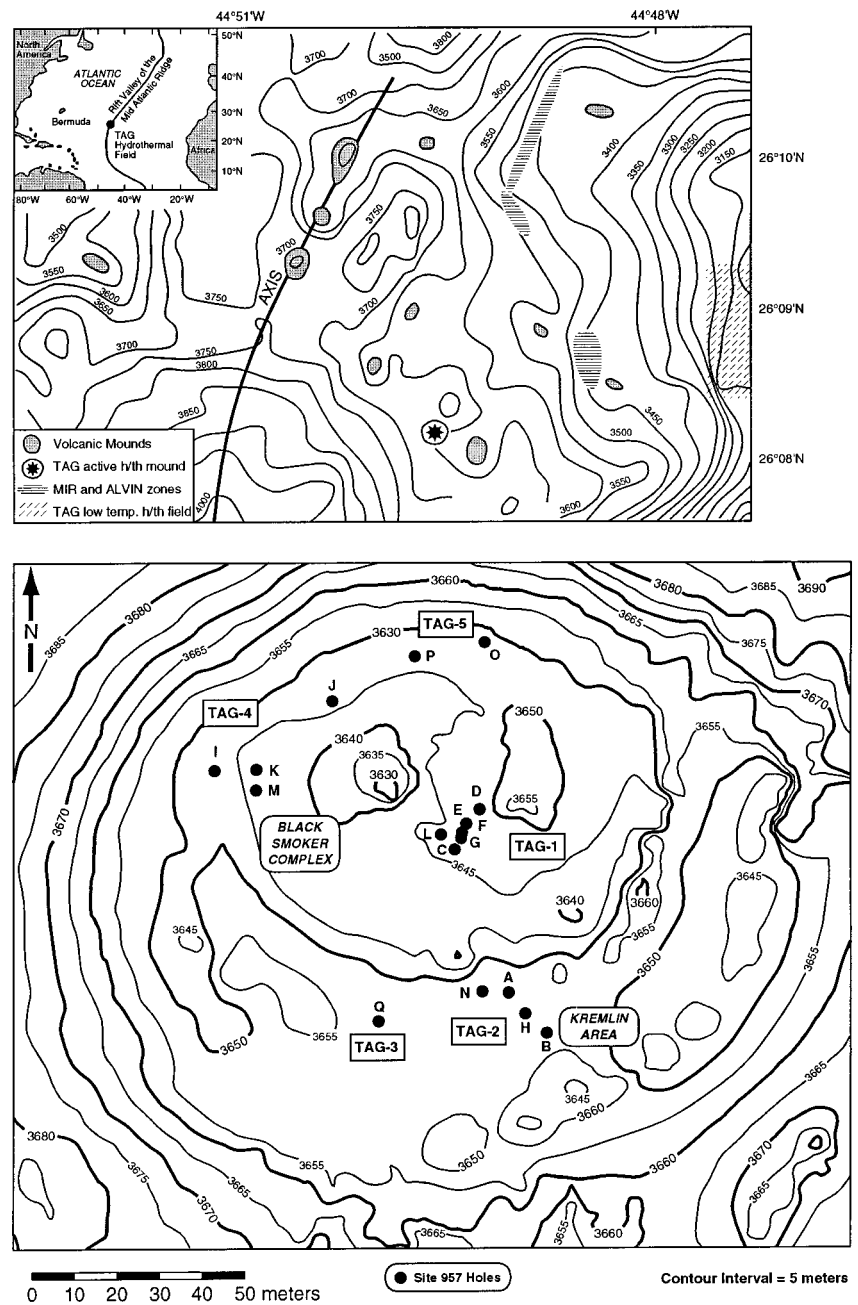 44°51'W
44°48'W
North
America
ATLANTIC
OCEAN
Rift Valley of the
Mid Atlantic Ridge
Bermuda
TAG
Hydrothermal
Field
Africa
50°N
40°N
30°N
20°N
10°N
80°W
60°W
40°W
20°W
3700
3500
3800
3700
3650
3600
3550
3400
3350
3300
3250
3200
3150
26°10'N
3750
3700
3700
3500
3550
3600
3650
3750
AXIS
26°09'N
3700
3750
3800
3850
4000
3450
3500
3550
3600
26°08'N
Volcanic Mounds
TAG active h/th mound
MIR and ALVIN zones
TAG low temp. h/th field
N
3660
3680
3685
3690
3680
3685
3665
3675
3670
3665
3655
3630
TAG-5
P
O
J
TAG-4
3650
3655
3640
3635
3630
I
K
M
D
E
F
G
L
C
3655
TAG-1
BLACK
SMOKER
COMPLEX
3645
3670
3640
3660
3655
3645
3650
3655
3645
3655
3650
N
A
H
B
Q
TAG-3
TAG-2
KREMLIN
AREA
3645
3660
3650
3665
3680
3675
3665
3670
3655
3660
3670
3665
3665
3655
3660
0 10 20 30 40 50 meters
Site 957 Holes
Contour Interval = 5 meters